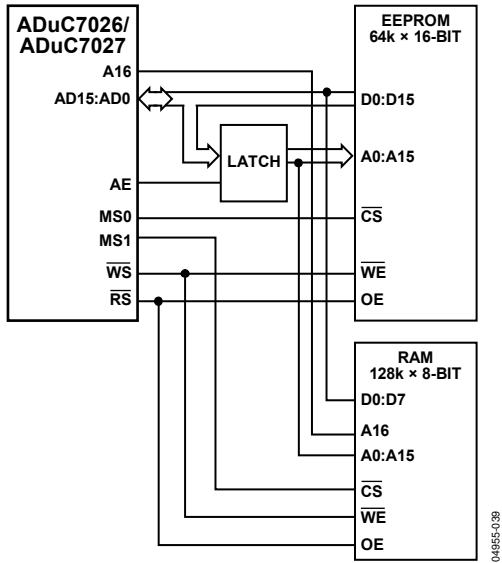 ADuC7026/
ADuC7027
A16
AD15:AD0
AE
MS0
MS1
WS
RS
LATCH
EEPROM
64k × 16-BIT
D0:D15
A0:A15
CS
WE
OE
RAM
128k × 8-BIT
D0:D7
A16
A0:A15
CS
WE
OE
04955-039